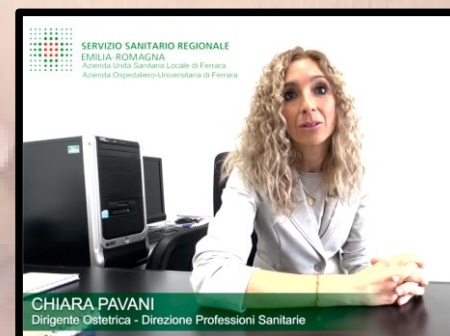 SERVIZIO SANITARIO REGIONALE
EMILIA-ROMAGNA
Azienda Unità Sanitaria Locale di Ferrara
Azienda Ospedaliero-Universitaria di Ferrara
CHIARA PAVANI
Dirigente Ostetrica - Direzione Professioni Sanitarie